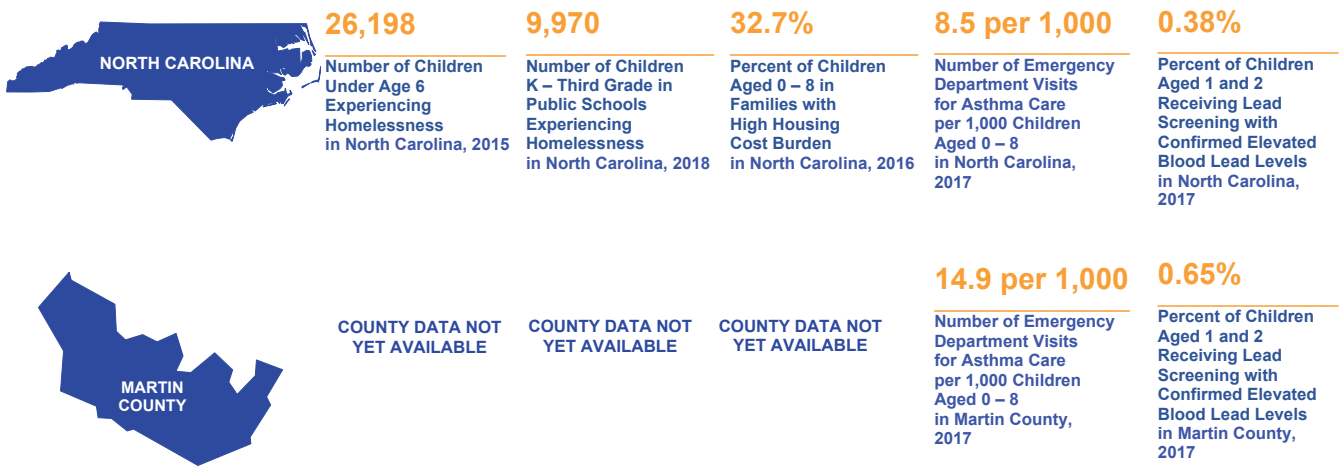 NORTH CAROLINA
26,198
Number of Children
Under Age 6
Experiencing
Homelessness
in North Carolina, 2015
9,970
Number of Children
K – Third Grade in
Public Schools
Experiencing
Homelessness
in North Carolina, 2018
32.7%
Percent of Children
Aged 0 – 8 in
Families with
High Housing
Cost Burden
in North Carolina, 2016
8.5 per 1,000
Number of Emergency
Department Visits
for Asthma Care
per 1,000 Children
Aged 0 – 8
in North Carolina,
2017
0.38%
Percent of Children
Aged 1 and 2
Receiving Lead
Screening with
Confirmed Elevated
Blood Lead Levels
in North Carolina,
2017
MARTIN
COUNTY
COUNTY DATA NOT
YET AVAILABLE
COUNTY DATA NOT
YET AVAILABLE
COUNTY DATA NOT
YET AVAILABLE
14.9 per 1,000
Number of Emergency
Department Visits
for Asthma Care
per 1,000 Children
Aged 0 – 8
in Martin County,
2017
0.65%
Percent of Children
Aged 1 and 2
Receiving Lead
Screening with
Confirmed Elevated
Blood Lead Levels
in Martin County,
2017